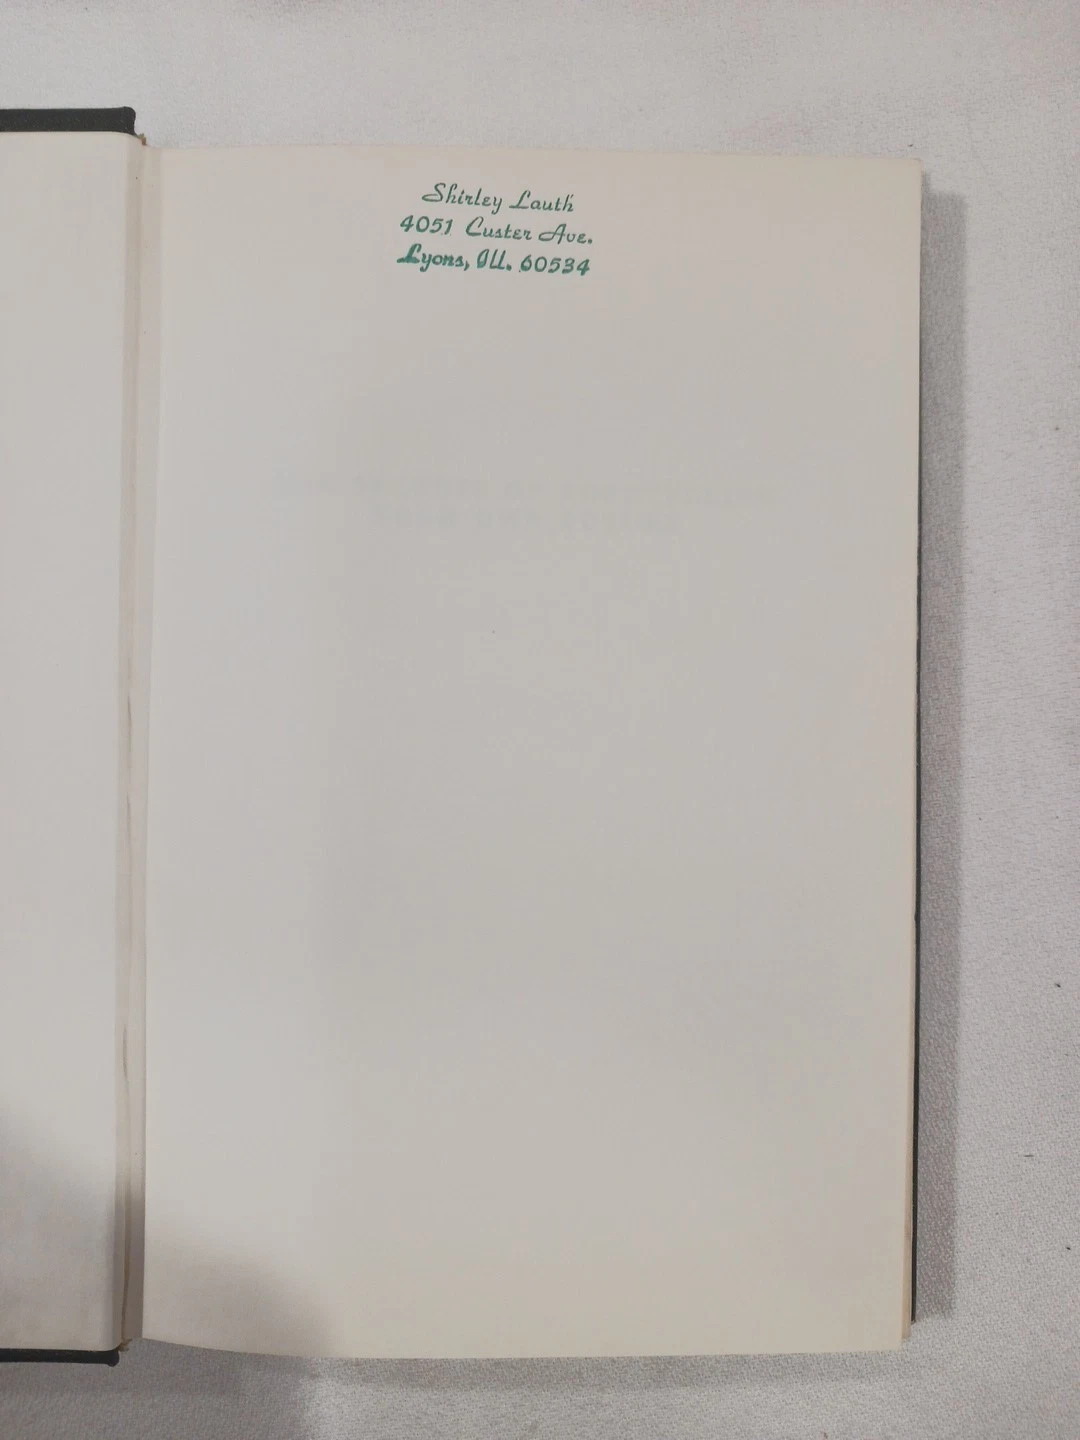 Shirley Lauth
4051 Custer Ave.
Lyons, Ill. 60534